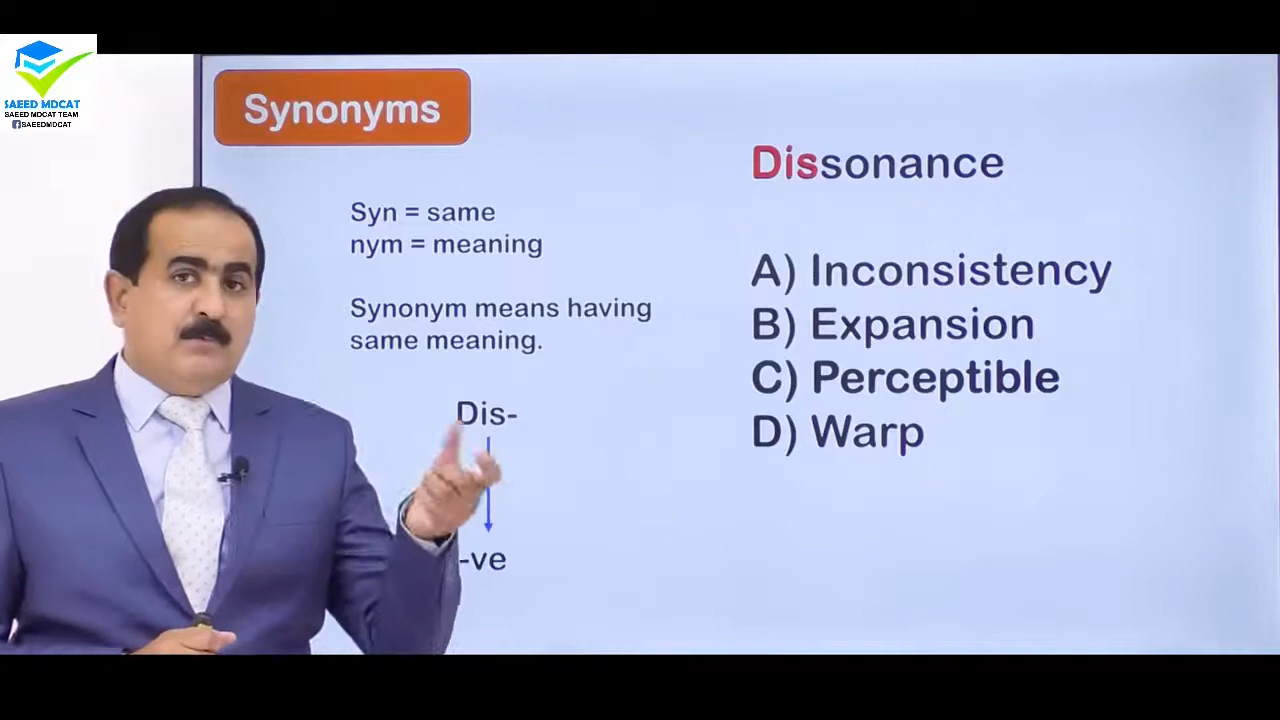 SAEED MDCAT
SAEED MDCAT TEAM
SAEEDMDCAT
Synonyms
Syn = same
nym = meaning
Synonym means having
same meaning.
Dis-
-ve
Dissonance
A) Inconsistency
B) Expansion
C) Perceptible
D) Warp